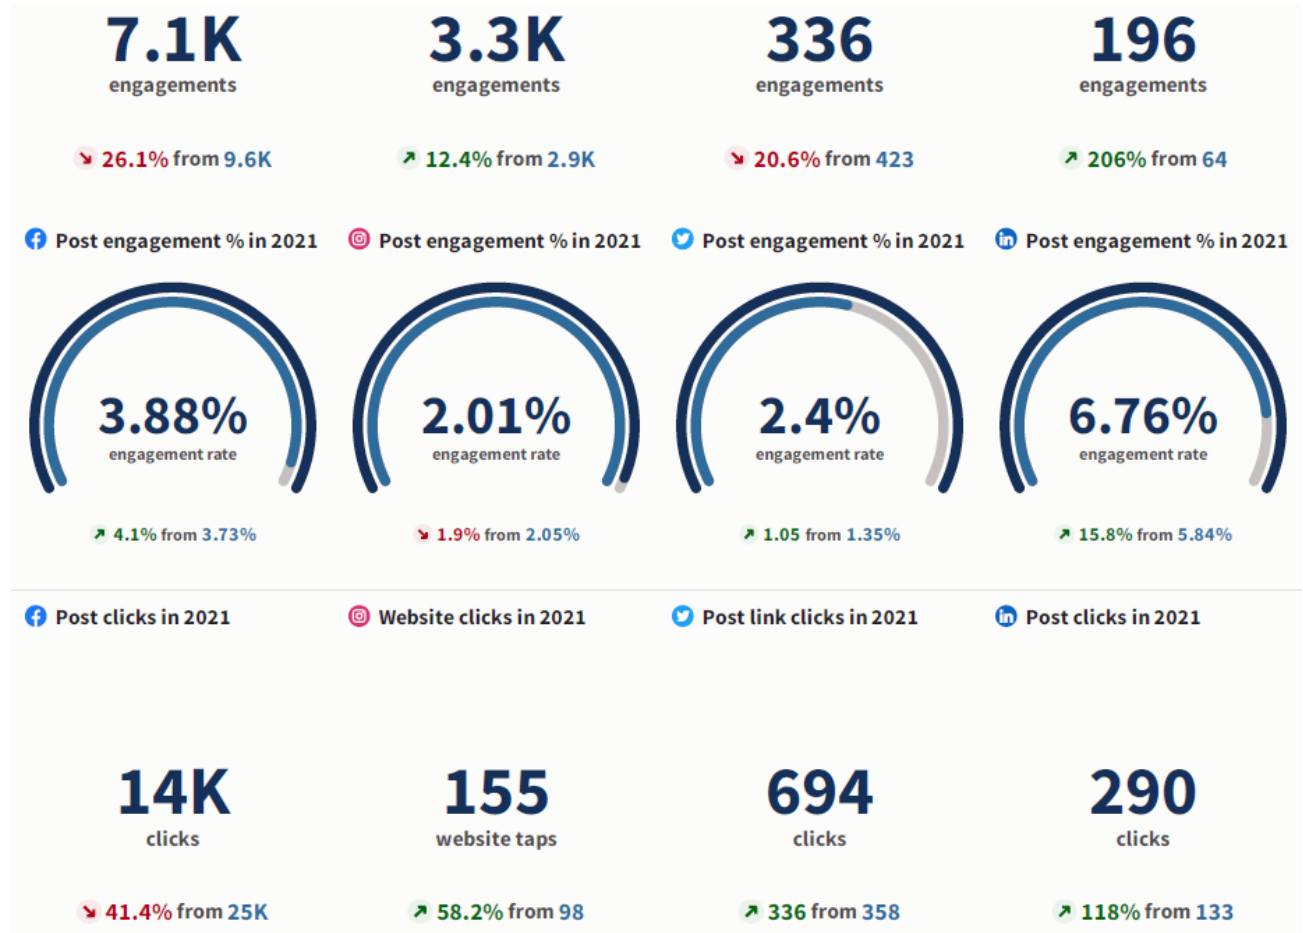 7.1K
engagements
26.1% from 9.6K
3.3K
engagements
12.4% from 2.9K
336
engagements
20.6% from 423
196
engagements
206% from 64
Post engagement % in 2021
3.88%
engagement rate
4.1% from 3.73%
Post engagement % in 2021
2.01%
engagement rate
1.9% from 2.05%
Post engagement % in 2021
2.4%
engagement rate
1.05 from 1.35%
in Post engagement % in 2021
6.76%
engagement rate
15.8% from 5.84%
Post clicks in 2021
14K
clicks
41.4% from 25K
Website clicks in 2021
155
website taps
58.2% from 98
Post link clicks in 2021
694
clicks
336 from 358
in Post clicks in 2021
290
clicks
118% from 133